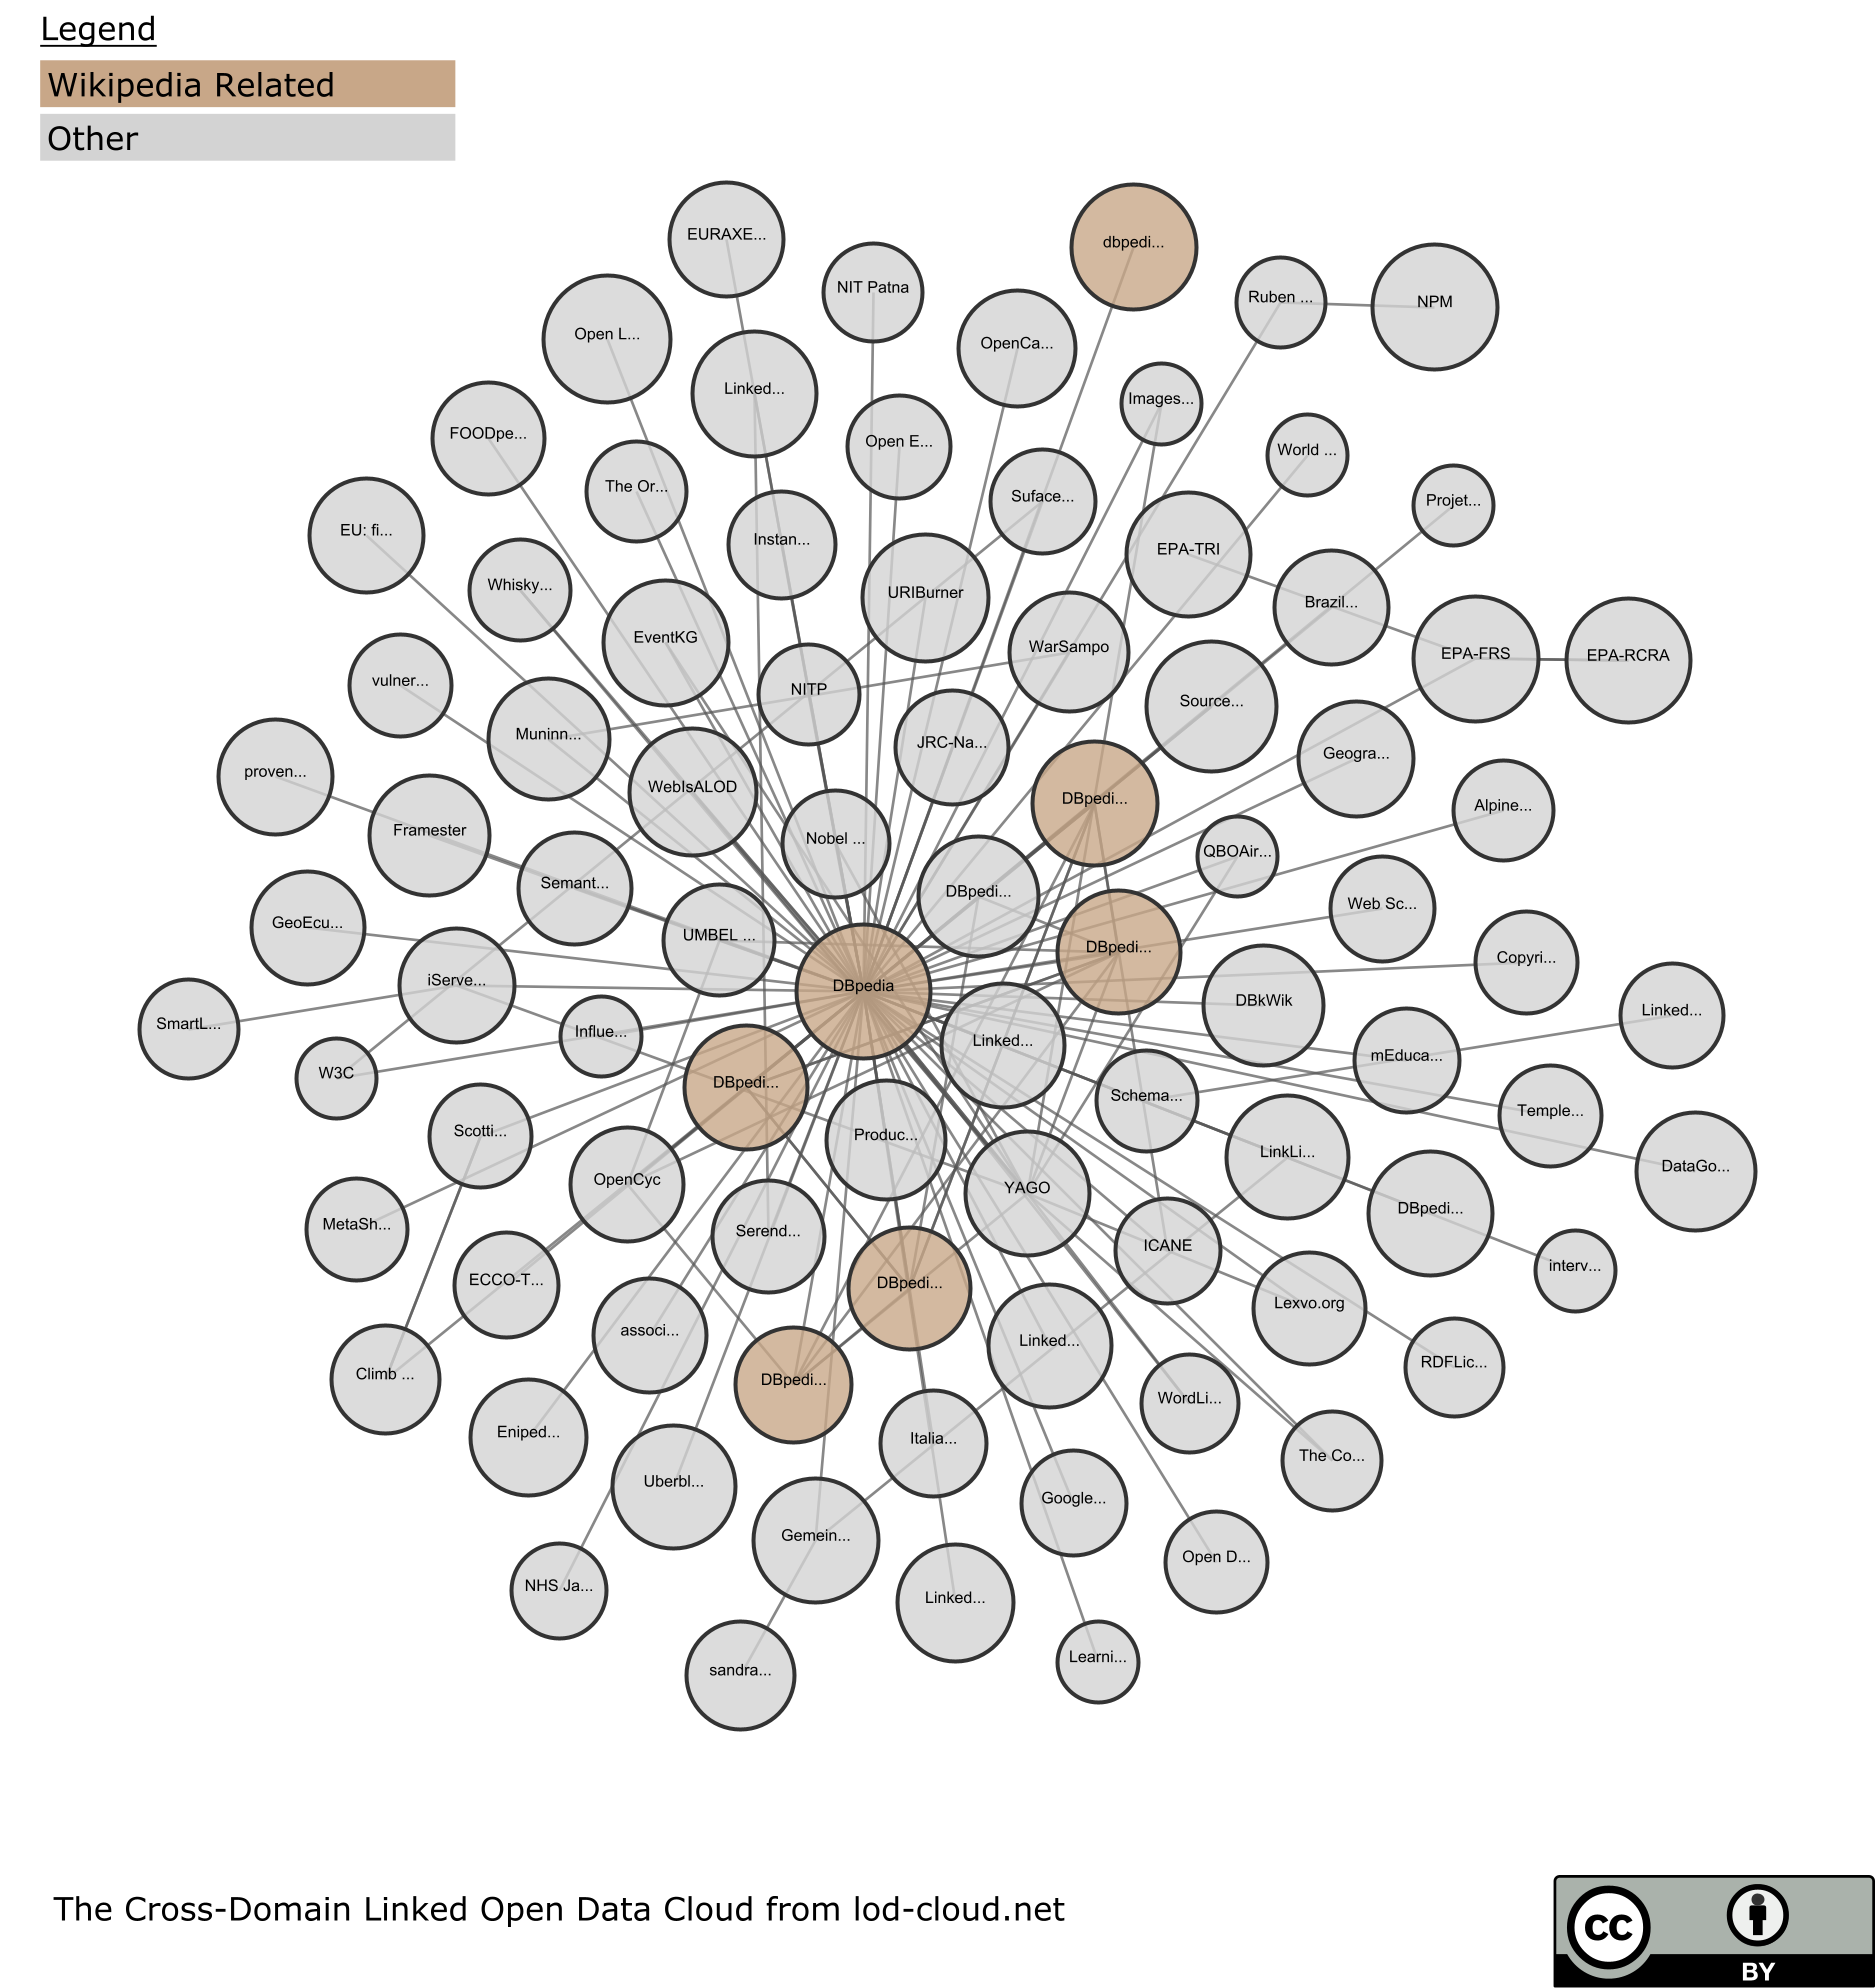 Legend
Wikipedia Related
Other
EURAXE...
dbpedi...
NIT Patna
Ruben ...
NPM
Open L...
OpenCa...
Linked...
Images...
FOODpe...
Open E...
World ...
The Or...
Suface...
Projet...
EU: fi...
Instan...
EPA-TRI
Whisky...
URIBurner
Brazil...
EventKG
WarSampo
EPA-FRS
EPA-RCRA
vulner...
NITP
Source...
Muninn...
JRC-Na...
Geogra...
proven...
WebIsALOD
DBpedi...
Alpine...
Framester
Nobel ...
QBOAir...
Semant...
DBpedi...
Web Sc...
GeoEcu...
UMBEL ...
DBpedi...
Copyri...
iServe...
DBpedia
DBkWik
SmartL...
Influe...
Linked...
Linked...
mEduca...
W3C
DBpedi...
Schema...
Temple...
Scotti...
Produc...
LinkLi...
DataGo...
OpenCyc
YAGO
DBpedi...
MetaSh...
Serend...
ICANE
interv...
ECCO-T...
DBpedi...
Lexvo.org
associ...
Linked...
RDFLic...
Climb ...
DBpedi...
WordLi...
Eniped...
Italia...
The Co...
Uberbl...
Google...
Gemein...
Open D...
NHS Ja...
Linked...
sandra...
Learni...
The Cross-Domain Linked Open Data Cloud from lod-cloud.net
cc
BY